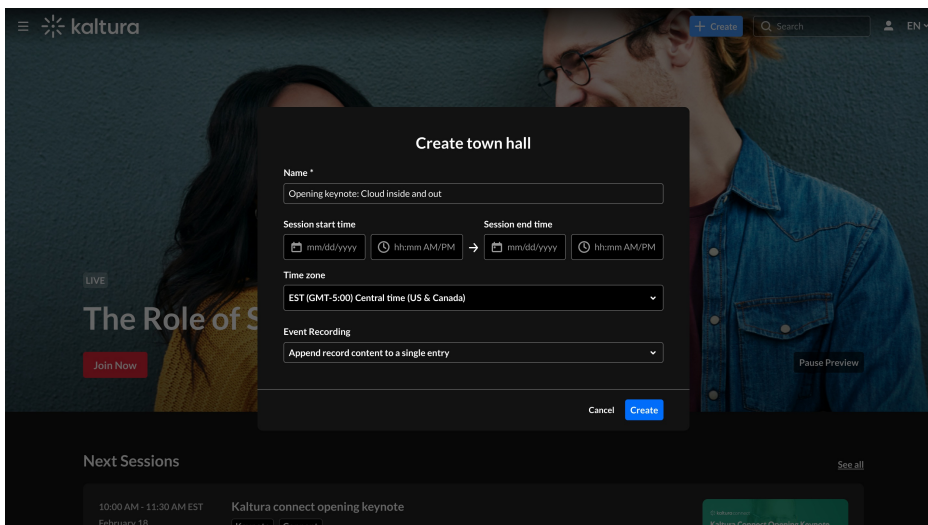 kaltura
+ Create
Search
EN
Create town hall
Name *
Opening keynote: Cloud inside and out
Session start time
Session end time
mm/dd/yyyy
hh:mm AM/PM
mm/dd/yyyy
hh:mm AM/PM
Time zone
EST (GMT-5:00) Central time (US & Canada)
Event Recording
Append record content to a single entry
Cancel
Create
LIVE
The Role of S
Join Now
Pause Preview
Next Sessions
See all
10:00 AM - 11:30 AM EST
Kaltura connect opening keynote
February 18
Kaltura Connect Opening Keynote